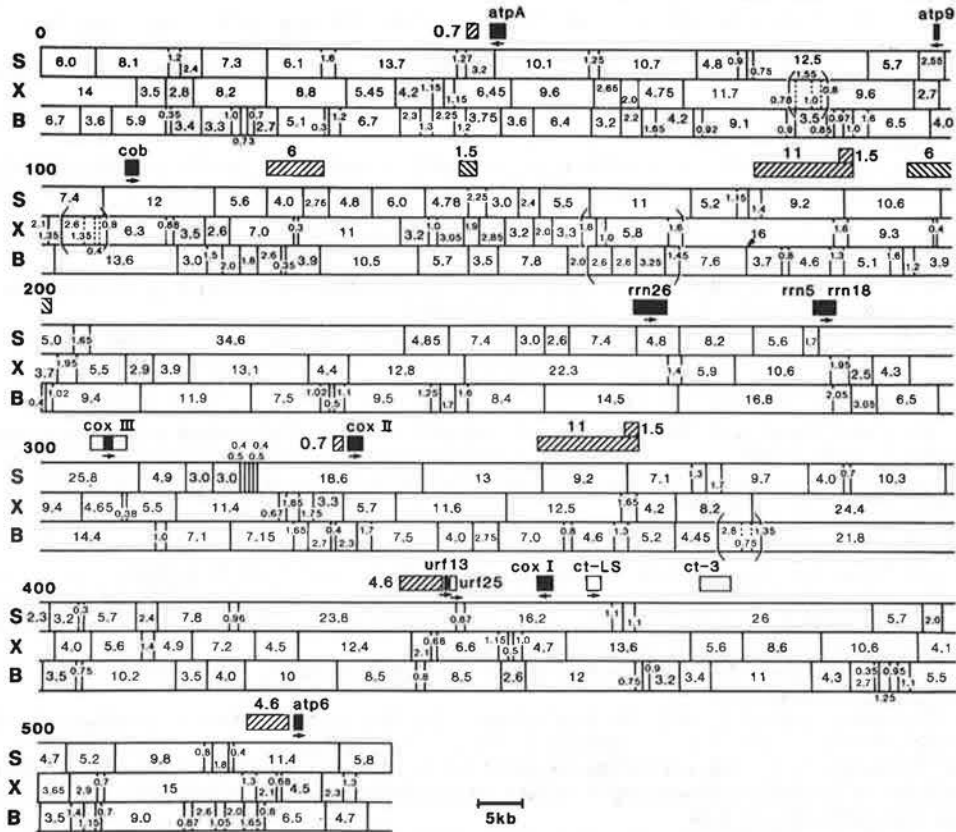 0 0.7 atpA atp9
S 6.0 8.1 1.2 2.4 7.3 6.1 1.6 13.7 1.27 3.2 10.1 1.25 10.7 4.8 0.9 0.75 12.5 5.7 2.55
X 14 3.5 2.8 8.2 8.8 5.45 4.2 1.15 1.15 6.45 9.6 2.65 2.0 4.75 11.7 0.78 1.55 1.0 0.8 9.6 2.7
B 6.7 3.6 5.9 0.35 3.4 3.3 1.0 0.73 0.7 2.7 5.1 0.3 1.2 6.7 2.3 1.3 2.25 1.2 3.75 3.6 6.4 3.2 2.2 1.65 4.2 0.92 9.1 0.9 3.5 0.85 0.97 1.0 1.6 6.5 4.0
100 cob 6 1.5 11 1.5 6
S 7.4 12 5.6 4.0 2.75 4.8 6.0 4.78 2.25 3.0 2.4 5.5 11 5.2 1.15 1.4 9.2 10.6
X 2.1 1.35 2.6 1.35 0.4 0.8 6.3 0.88 3.5 2.6 7.0 0.3 11 3.2 1.0 3.05 1.9 2.85 3.2 2.0 3.3 1.6 1.0 5.8 1.6 16 1.6 9.3 0.4
B 13.6 3.0 1.5 2.0 1.8 2.6 0.35 3.9 10.5 5.7 3.5 7.8 2.0 2.6 2.6 3.25 1.45 7.6 3.7 0.8 4.6 1.3 5.1 1.6 1.2 3.9
200 rrn26 rrn5 rrn18
S 5.0 1.65 34.6 4.85 7.4 3.0 2.6 7.4 4.8 8.2 5.6 1.7
X 3.7 1.95 5.5 2.9 3.9 13.1 4.4 12.8 22.3 1.4 5.9 10.6 1.95 2.5 4.3
B 0.4 1.02 9.4 11.9 7.5 1.02 0.5 1.1 9.5 1.25 1.7 1.6 8.4 14.5 16.8 2.05 3.05 6.5
300 cox III 0.4 0.5 0.4 0.5 0.7 cox II 11 1.5
S 25.8 4.9 3.0 3.0 18.6 13 9.2 7.1 1.3 1.7 9.7 4.0 0.7 10.3
X 9.4 4.65 0.38 5.5 11.4 0.67 1.85 1.75 3.3 5.7 11.6 12.5 1.65 4.2 8.2 24.4
B 14.4 1.0 7.1 7.15 1.65 2.7 0.4 2.3 1.7 7.5 4.0 2.75 7.0 0.8 4.6 1.3 5.2 4.45 2.8 0.75 1.35 21.8
400 4.6 urf13 urf25 cox I ct-LS ct-3
S 2.3 3.2 0.3 5.7 2.4 7.8 0.96 23.8 0.87 16.2 1.1 1.1 26 5.7 2.0
X 4.0 5.6 1.4 4.9 7.2 4.5 12.4 2.1 0.68 6.6 1.15 0.5 1.0 4.7 13.6 5.6 8.6 10.6 4.1
B 3.5 0.75 10.2 3.5 4.0 10 8.5 0.8 8.5 2.6 12 0.75 0.9 3.2 3.4 11 4.3 0.35 2.7 1.25 0.95 1.1 5.5
500 4.6 atp6
S 4.7 5.2 9.8 0.8 1.8 0.4 11.4 5.8
X 3.65 2.9 0.7 15 1.3 2.1 0.68 4.5 2.3 1.3
B 3.5 1.4 1.15 0.7 9.0 0.87 2.6 1.05 2.0 1.65 0.8 6.5 4.7
5kb